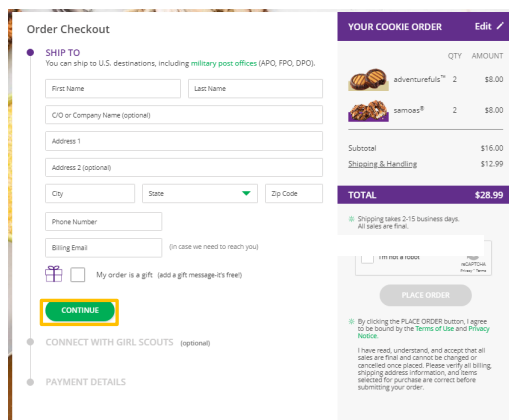 Order Checkout
SHIP TO
You can ship to U.S. destinations, including military post offices (APO, FPO, DPO).
First Name
Last Name
C/O or Company Name (optional)
Address 1
Address 2 (optional)
City
State
Zip Code
Phone Number
Billing Email
(in case we need to reach you)
My order is a gift (add a gift message-it's free!)
CONTINUE
CONNECT WITH GIRL SCOUTS (optional)
PAYMENT DETAILS
YOUR COOKIE ORDER
Edit
QTY AMOUNT
adventurefuls™ 2 $8.00
samoas® 2 $8.00
Subtotal $16.00
Shipping & Handling $12.99
TOTAL $28.99
Shipping takes 2-15 business days.
All sales are final.
I'm not a robot
reCAPTCHA
Privacy - Terms
PLACE ORDER
By clicking the PLACE ORDER button, I agree
to be bound by the Terms of Use and Privacy
Notice.
I have read, understand, and accept that all
sales are final and cannot be changed or
cancelled once placed. Please verify all billing,
shipping address information, and items
selected for purchase are correct before
submitting your order.